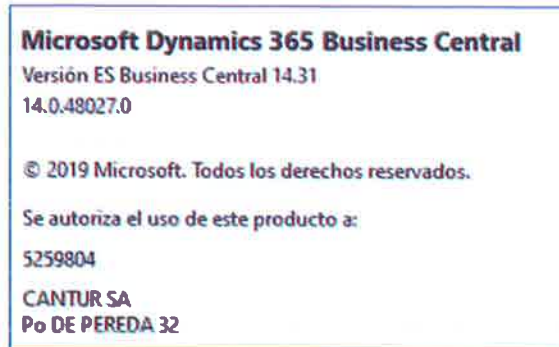 Microsoft Dynamics 365 Business Central
Versión ES Business Central 14.31
14.0.48027.0
© 2019 Microsoft. Todos los derechos reservados.
Se autoriza el uso de este producto a:
5259804
CANTUR SA
Po DE PEREDA 32